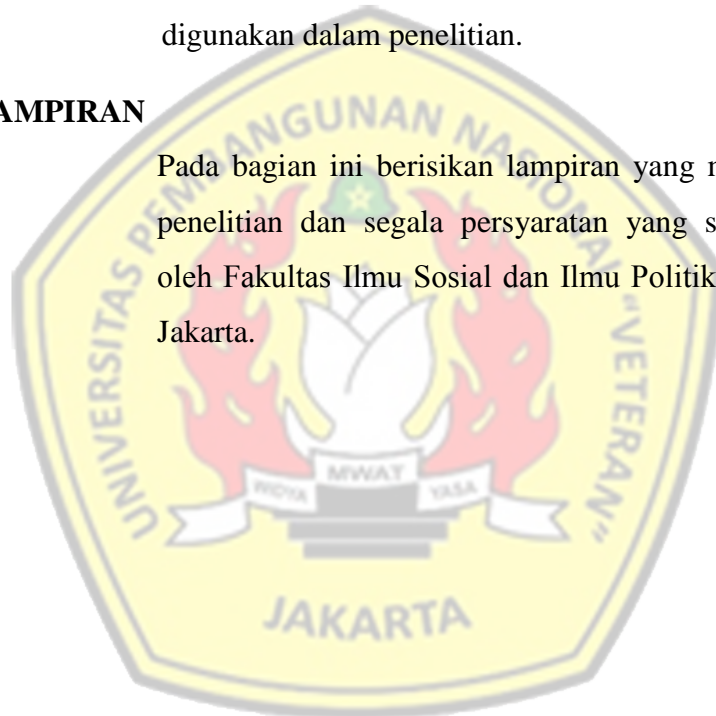 digunakan dalam penelitian.
AMPIRAN
Pada bagian ini berisikan lampiran yang
penelitian dan segala persyaratan yang
oleh Fakultas Ilmu Sosial dan Ilmu Politik
Jakarta.
UNIVERSITAS PEMBANGUNAN NASIONAL "VETERAN"
WIDYA MWAT YASA
JAKARTA